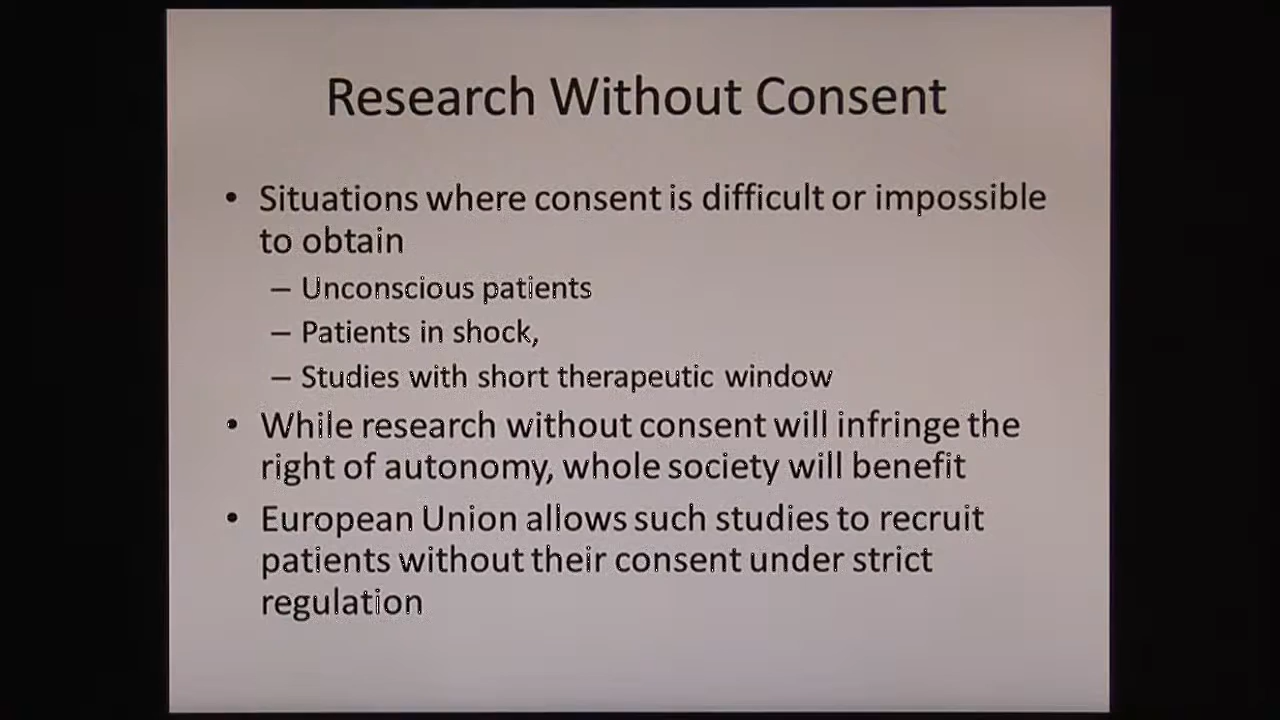 Research Without Consent
• Situations where consent is difficult or impossible
to obtain
– Unconscious patients
– Patients in shock,
– Studies with short therapeutic window
• While research without consent will infringe the
right of autonomy, whole society will benefit
• European Union allows such studies to recruit
patients without their consent under strict
regulation